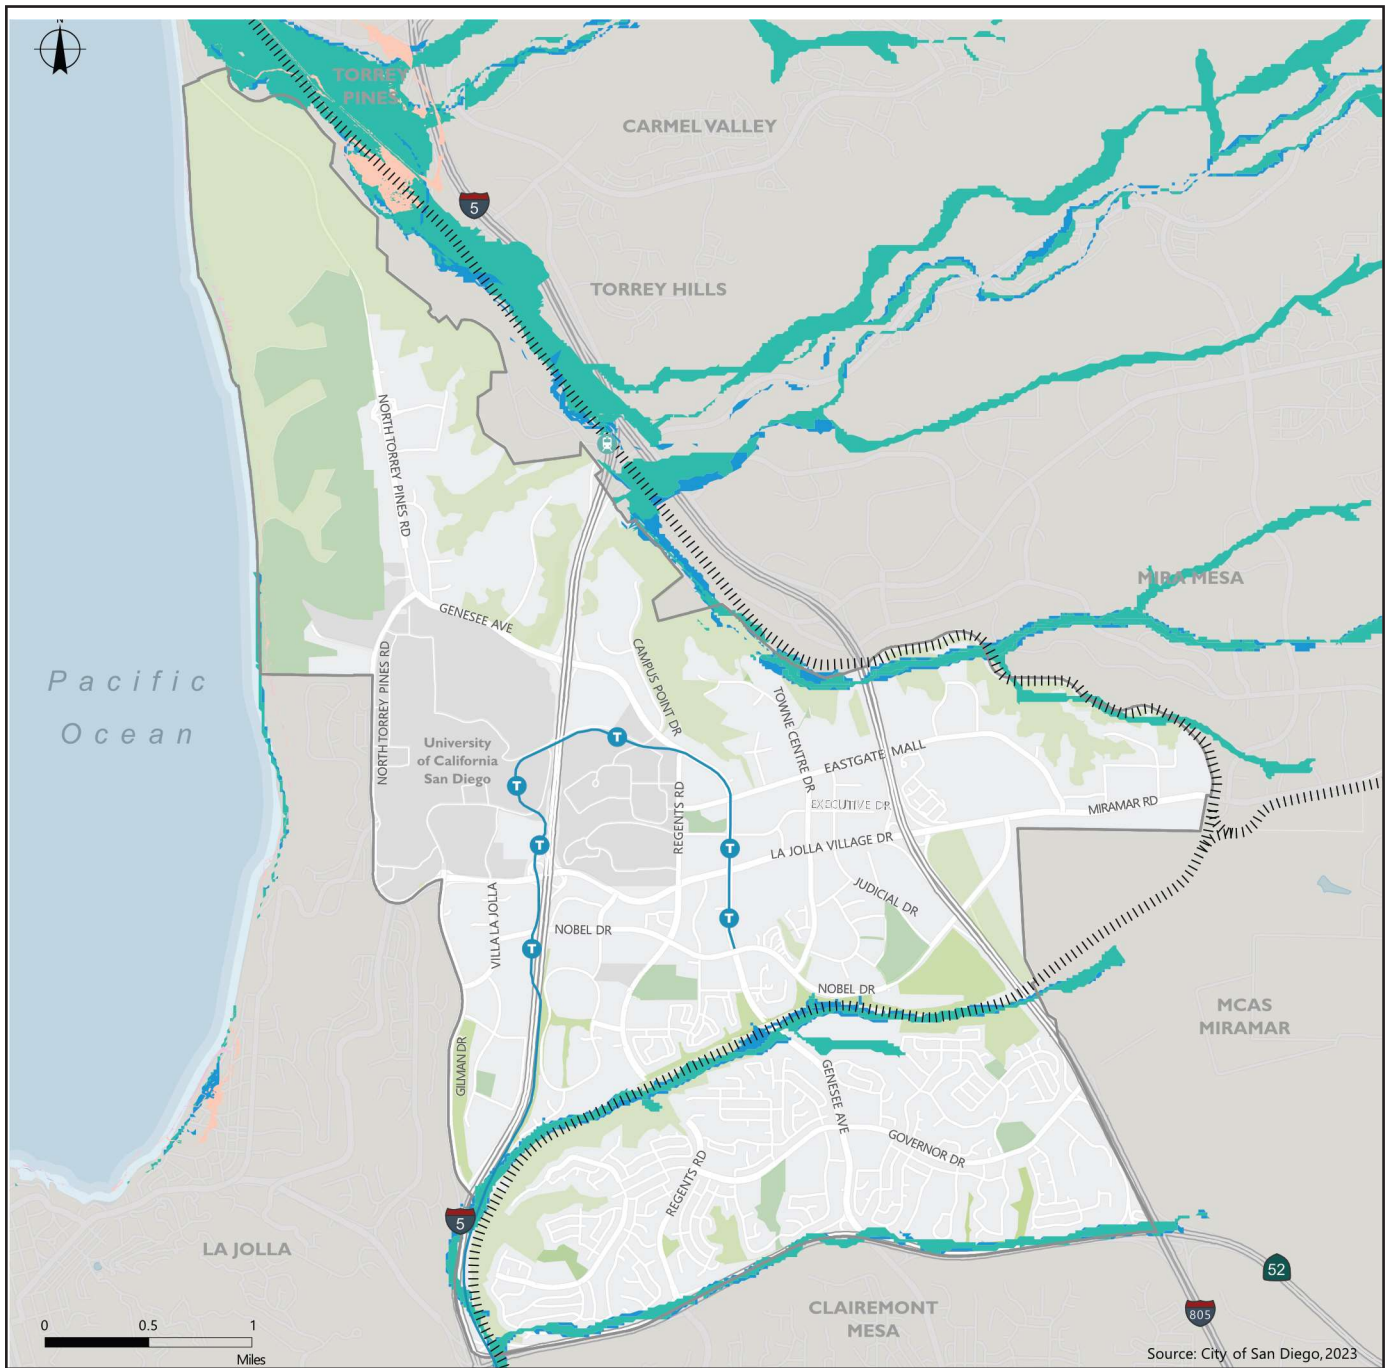 N
TORREY
PINES
CARMEL VALLEY
5
TORREY HILLS
NORTH TORREY PINES RD
MIRA MESA
GENESEE AVE
CAMPUS POINT DR
NORTH TORREY PINES RD
Pacific
Ocean
University
of California
San Diego
T
T
T
T
T
T
TOWNE CENTRE DR
EASTGATE MALL
REGENTS RD
EXECUTIVE DR
MIRAMAR RD
LA JOLLA VILLAGE DR
JUDICIAL DR
VILLA LA JOLLA
NOBEL DR
NOBEL DR
MCAS
MIRAMAR
GILMAN DR
GENESEE AVE
GOVERNOR DR
REGENTS RD
5
LA JOLLA
52
805
CLAIREMONT
MESA
0 0.5 1
Miles
Source: City of San Diego, 2023